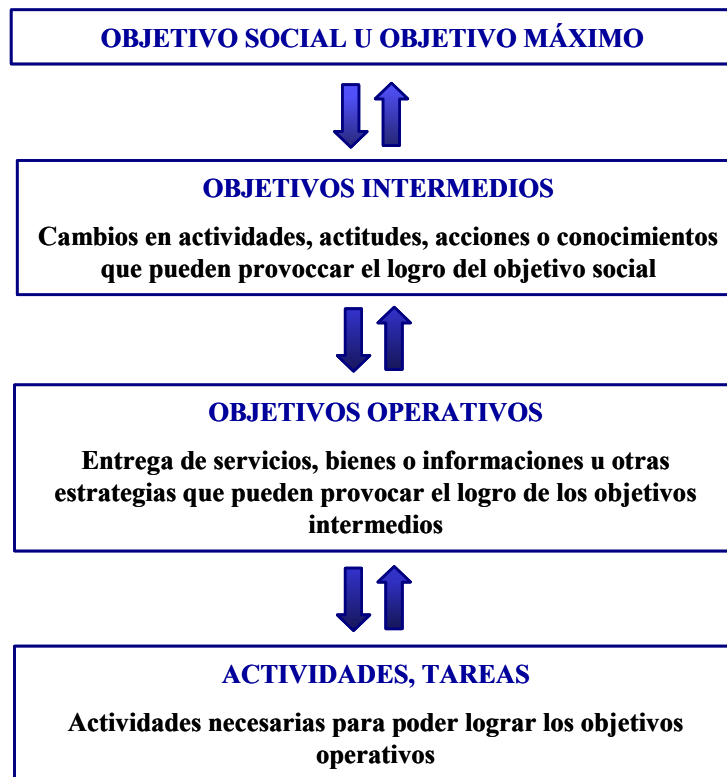 OBJETIVO SOCIAL U OBJETIVO MÁXIMO
OBJETIVOS INTERMEDIOS
Cambios en actividades, actitudes, acciones o conocimientos
que pueden provoccar el logro del objetivo social
OBJETIVOS OPERATIVOS
Entrega de servicios, bienes o informaciones u otras
estrategias que pueden provocar el logro de los objetivos
intermedios
ACTIVIDADES, TAREAS
Actividades necesarias para poder lograr los objetivos
operativos